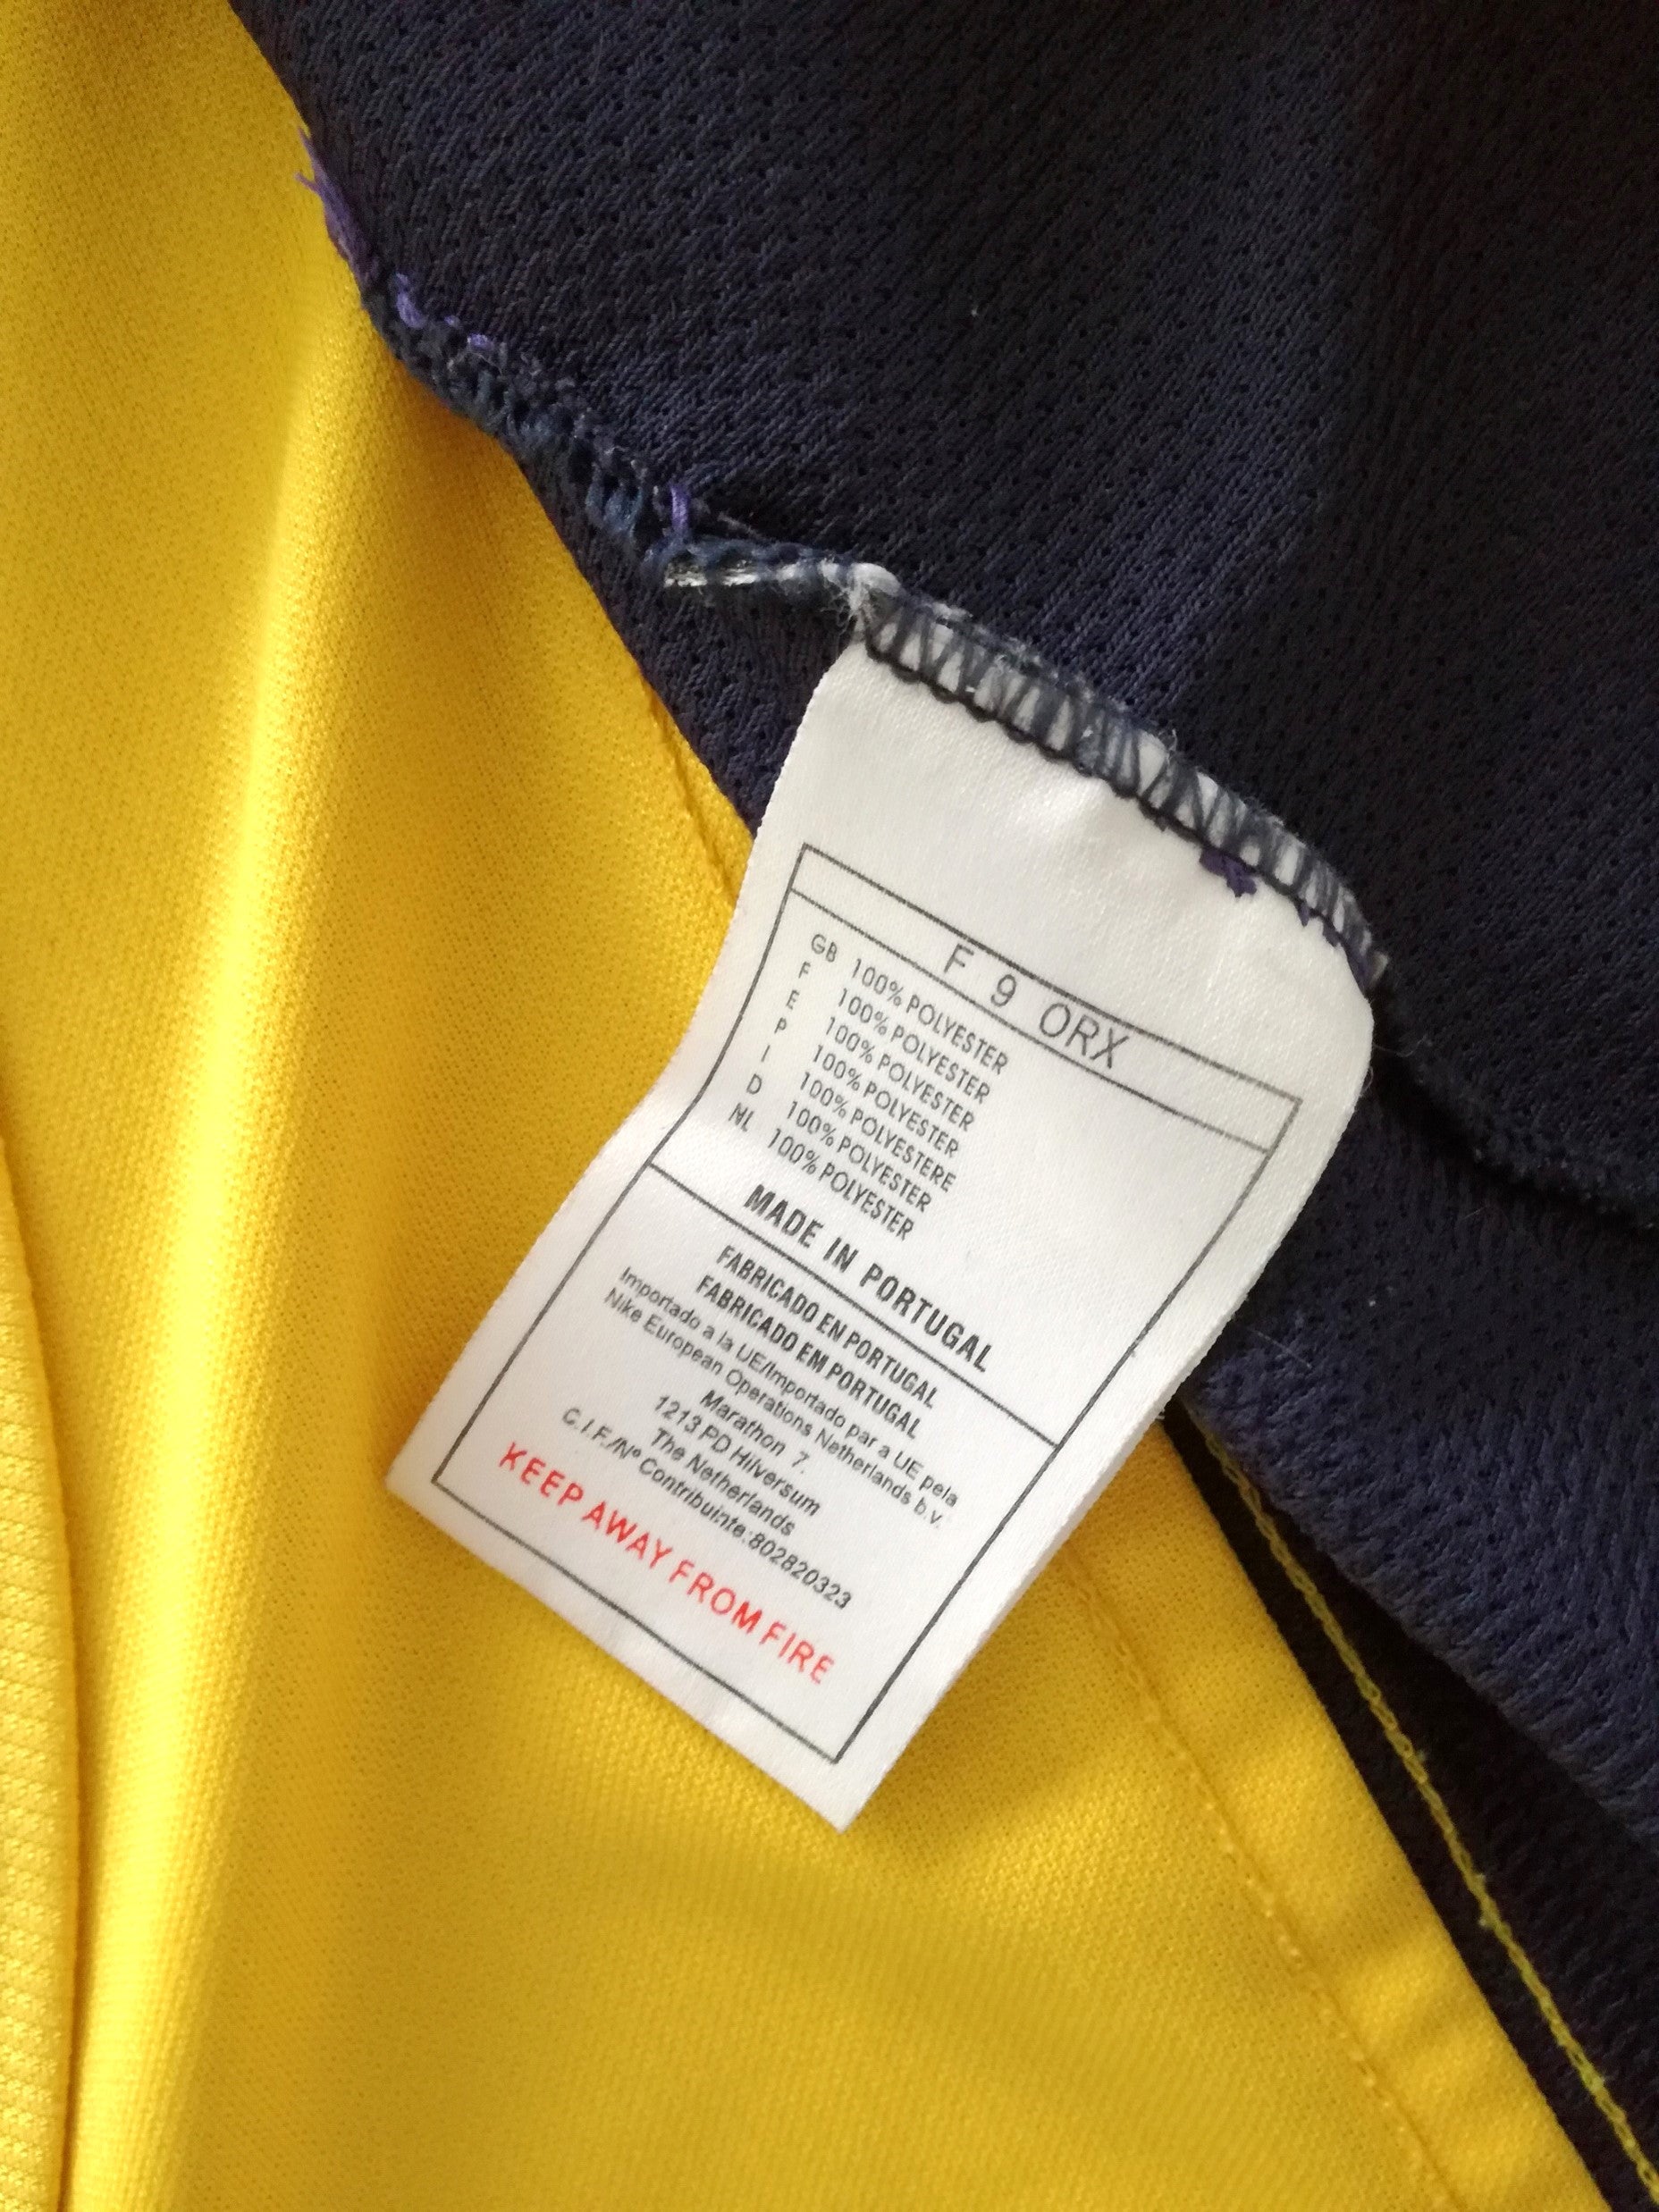 F 9 ORX
GB 100% POLYESTER
F 100% POLYESTER
E 100% POLYESTER
P 100% POLYESTER
I 100% POLYESTERE
D 100% POLYESTER
NL 100% POLYESTER
MADE IN PORTUGAL
FABRICADO EN PORTUGAL
FABRICADO EM PORTUGAL
Importado a la UE/Importado par a UE pela
Nike European Operations Netherlands b.v.
Marathon 7.
1213 PD Hilversum
The Netherlands
C.I.F./Nº Contribuinte:802820323
KEEP AWAY FROM FIRE